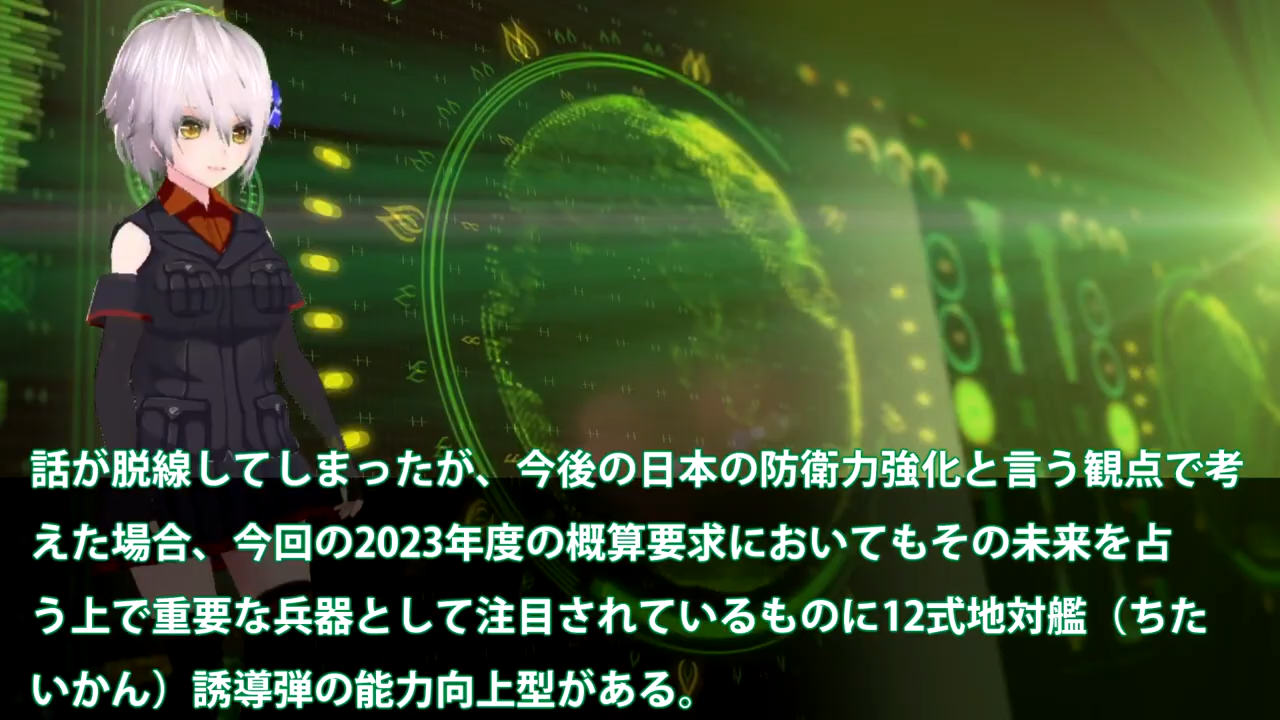 話が脱線してしまったが、今後の日本の防衛力強化と言う観点で考
えた場合、今回の2023年度の概算要求においてもその未来を占
う上で重要な兵器として注目されているものに12式地対艦（ちた
いかん）誘導弾の能力向上型がある。